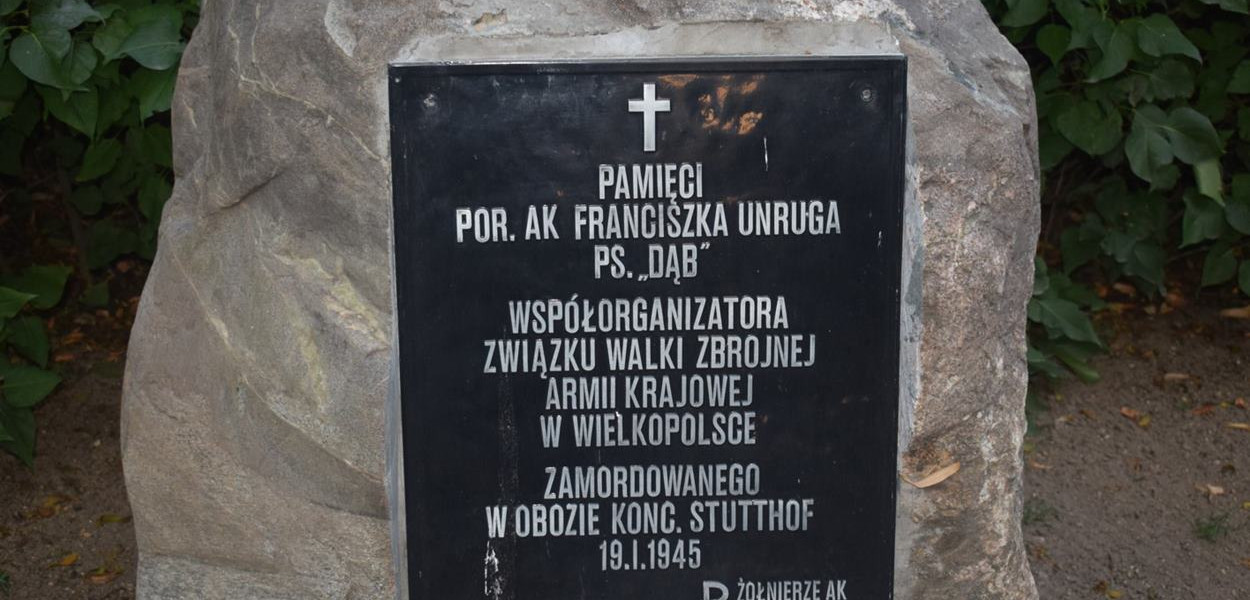 PAMIĘCI
POR. AK FRANCISZKA UNRUGA
PS. „DĄB”
WSPÓŁORGANIZATORA
ZWIĄZKU WALKI ZBROJNEJ
ARMII KRAJOWEJ
W WIELKOPOLSCE
ZAMORDOWANEGO
W OBOZIE KONC. STUTTHOF
19.I.1945
ŻOŁNIERZE AK